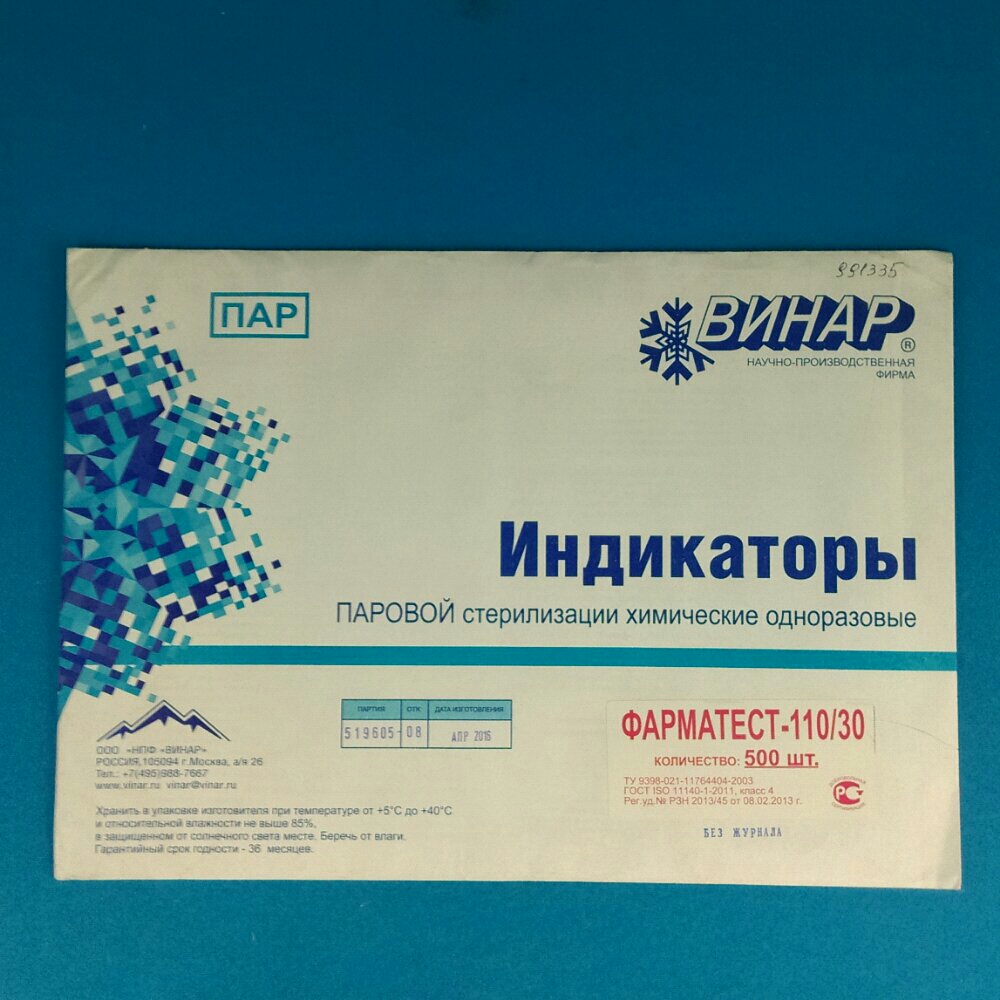 991335
ПАР
ВИНАР®
НАУЧНО-ПРОИЗВОДСТВЕННАЯ
ФИРМА
Индикаторы
ПАРОВОЙ стерилизации химические одноразовые
ПАРТИЯ ОТК ДАТА ИЗГОТОВЛЕНИЯ
519605- 08 АПР 2016
ООО «НПФ «ВИНАР»
РОССИЯ,105094 г.Москва, а/я 26
Тел.: +7(495)988-7667
www.vinar.ru vinar@vinar.ru
Хранить в упаковке изготовителя при температуре от +5°С до +40°С
и относительной влажности не выше 85%,
в защищенном от солнечного света месте. Беречь от влаги.
Гарантийный срок годности - 36 месяцев.
ФАРМАТЕСТ-110/30
КОЛИЧЕСТВО: 500 шт.
ТУ 9398-021-11764404-2003
ГОСТ ISO 11140-1-2011, класс 4
Рег.уд.№ РЗН 2013/45 от 08.02.2013 г.
БЕЗ ЖУРНАЛА